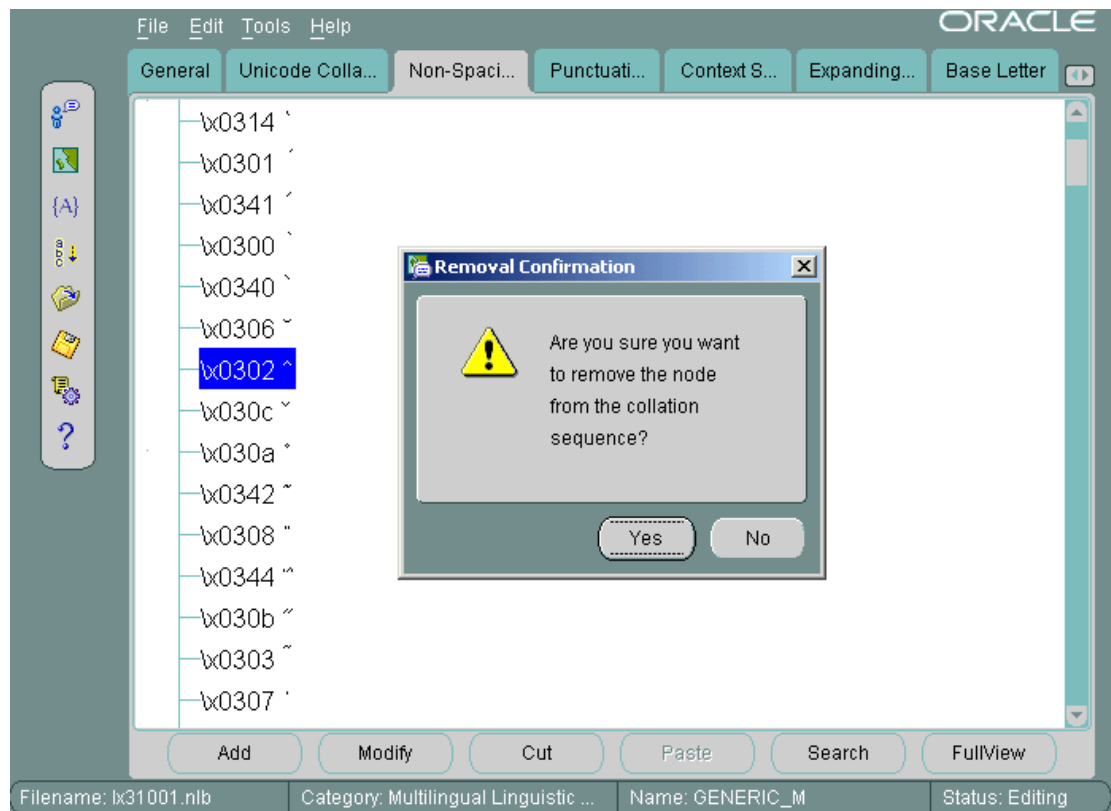 File Edit Tools Help
ORACLE
General Unicode Colla... Non-Spaci... Punctuati... Context S... Expanding... Base Letter
\x0314 ̔
\x0301 ́
\x0341 ́
\x0300 ̀
\x0340 ̀
\x0306 ̆
\x0302 ^
\x030c ˇ
\x030a ˚
\x0342 ͂
\x0308 ¨
\x0344 ̈́
\x030b ˝
\x0303 ˜
\x0307 ˙
{A}
a
b
c
?
Removal Confirmation
Are you sure you want
to remove the node
from the collation
sequence?
Yes No
Add Modify Cut Paste Search FullView
Filename: lx31001.nlb Category: Multilingual Linguistic ... Name: GENERIC_M Status: Editing